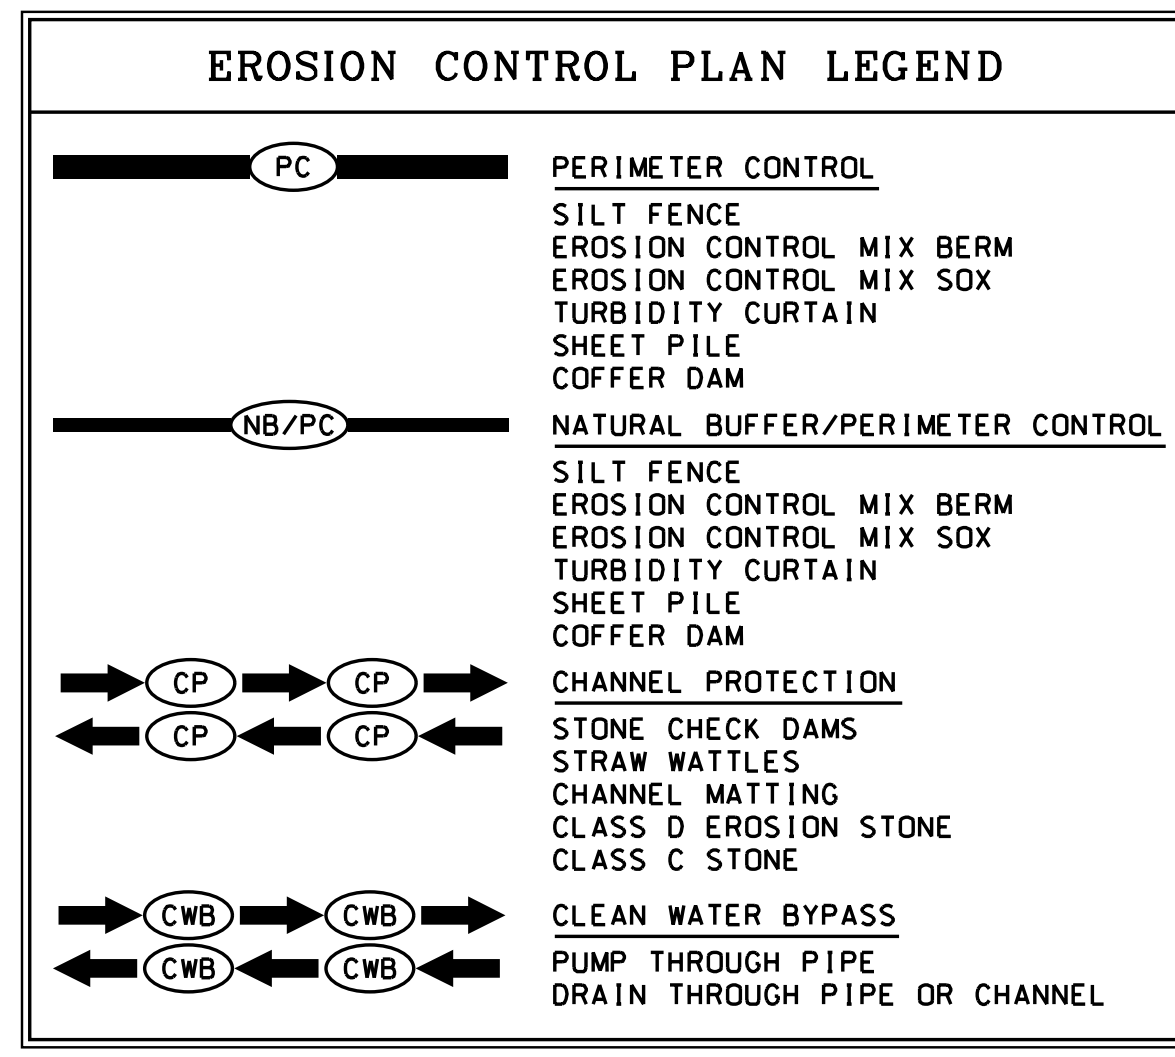 EROSION CONTROL PLAN LEGEND
PC PERIMETER CONTROL
SILT FENCE
EROSION CONTROL MIX BERM
EROSION CONTROL MIX SOX
TURBIDITY CURTAIN
SHEET PILE
COFFER DAM
NB/PC NATURAL BUFFER/PERIMETER CONTROL
SILT FENCE
EROSION CONTROL MIX BERM
EROSION CONTROL MIX SOX
TURBIDITY CURTAIN
SHEET PILE
COFFER DAM
CP CP CHANNEL PROTECTION
CP CP STONE CHECK DAMS
STRAW WATTLES
CHANNEL MATTING
CLASS D EROSION STONE
CLASS C STONE
CWB CWB CLEAN WATER BYPASS
CWB CWB PUMP THROUGH PIPE
DRAIN THROUGH PIPE OR CHANNEL